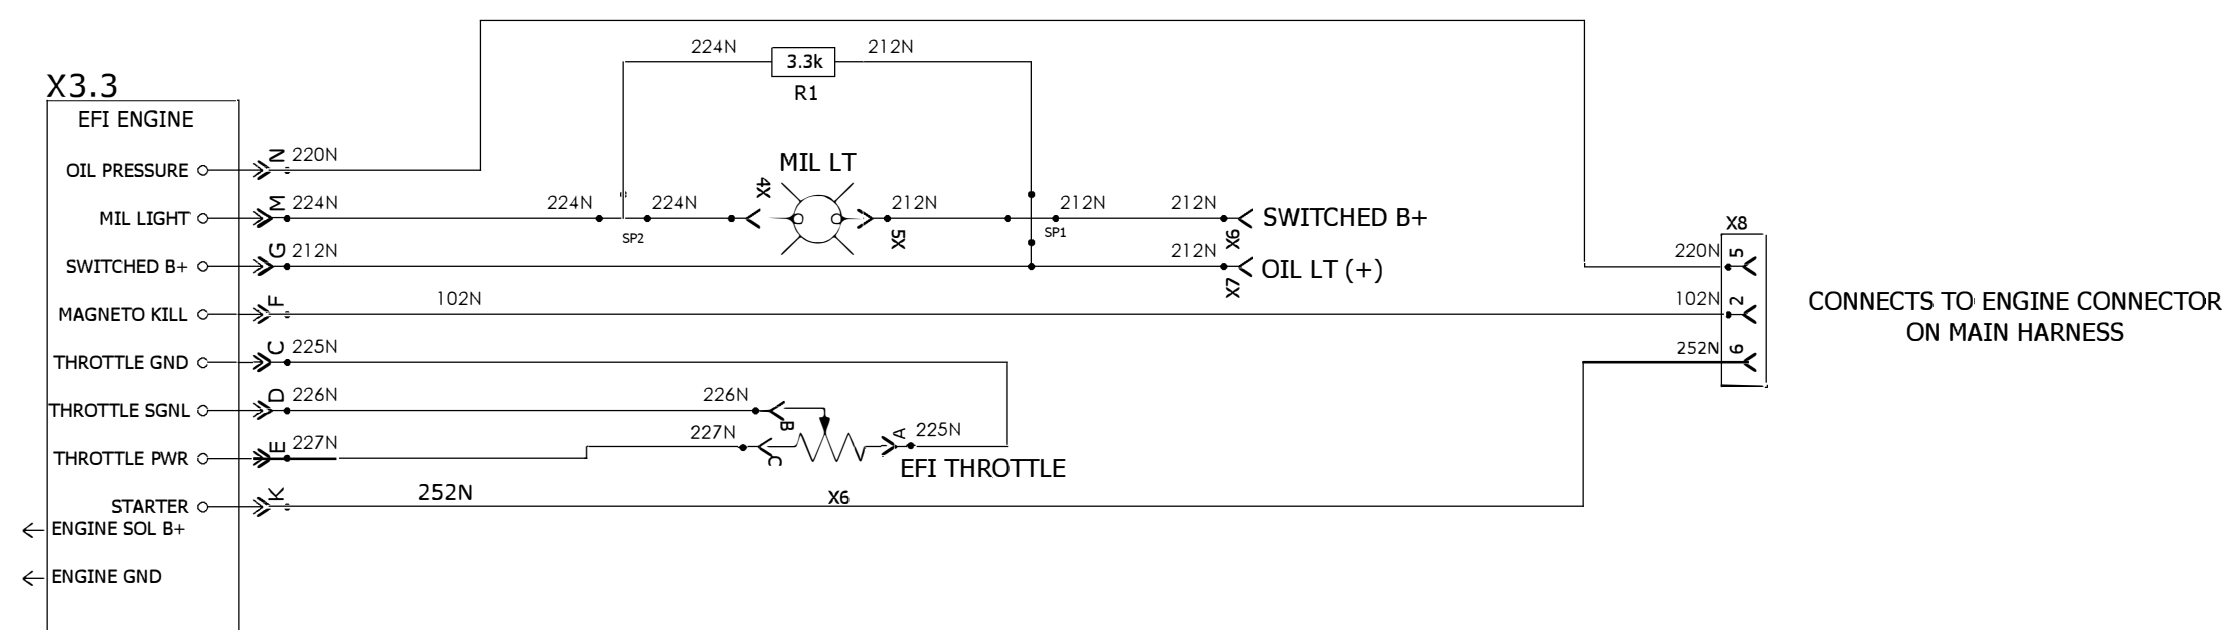 224N 3.3k 212N
R1
X3.3
EFI ENGINE
OIL PRESSURE N 220N
MIL LT
MIL LIGHT M 224N 224N 224N 4X 212N 212N 212N SWITCHED B+
SP2 5X SP1 9X
SWITCHED B+ G 212N 212N OIL LT (+)
X7
X8
220N 5
MAGNETO KILL F 102N 102N 2
CONNECTS TO ENGINE CONNECTOR
ON MAIN HARNESS
THROTTLE GND C 225N 252N 6
THROTTLE SGNL D 226N 226N B
THROTTLE PWR E 227N 227N C A 225N
EFI THROTTLE
STARTER K 252N X6
ENGINE SOL B+
ENGINE GND